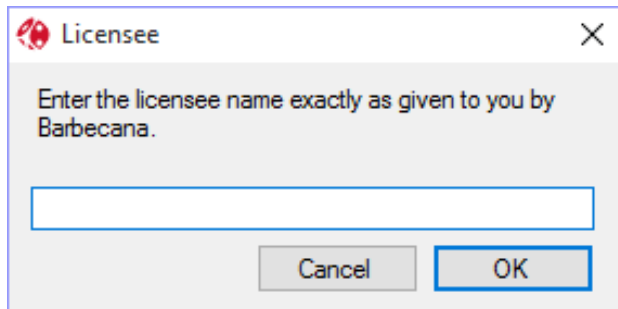 Licensee
Enter the licensee name exactly as given to you by
Barbecana.
Cancel
OK